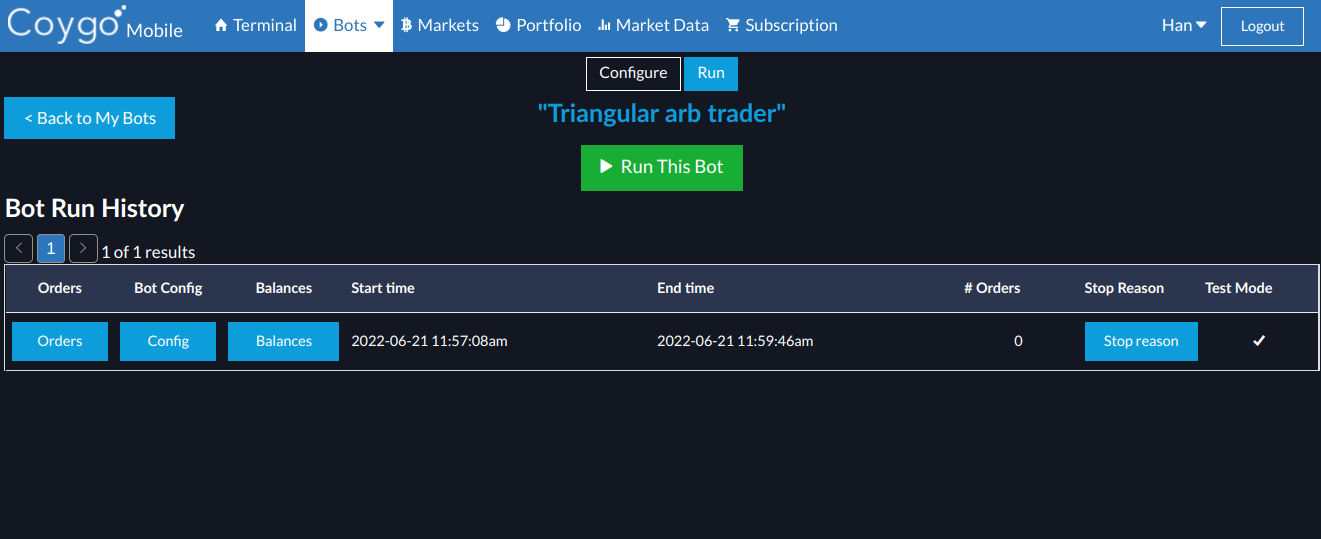 Coygo Mobile Terminal Bots Markets Portfolio Market Data Subscription Han Logout
Configure Run
< Back to My Bots
"Triangular arb trader"
Run This Bot
Bot Run History
< 1 > 1 of 1 results
Orders Bot Config Balances Start time End time # Orders Stop Reason Test Mode
Orders Config Balances 2022-06-21 11:57:08am 2022-06-21 11:59:46am 0 Stop reason ✓